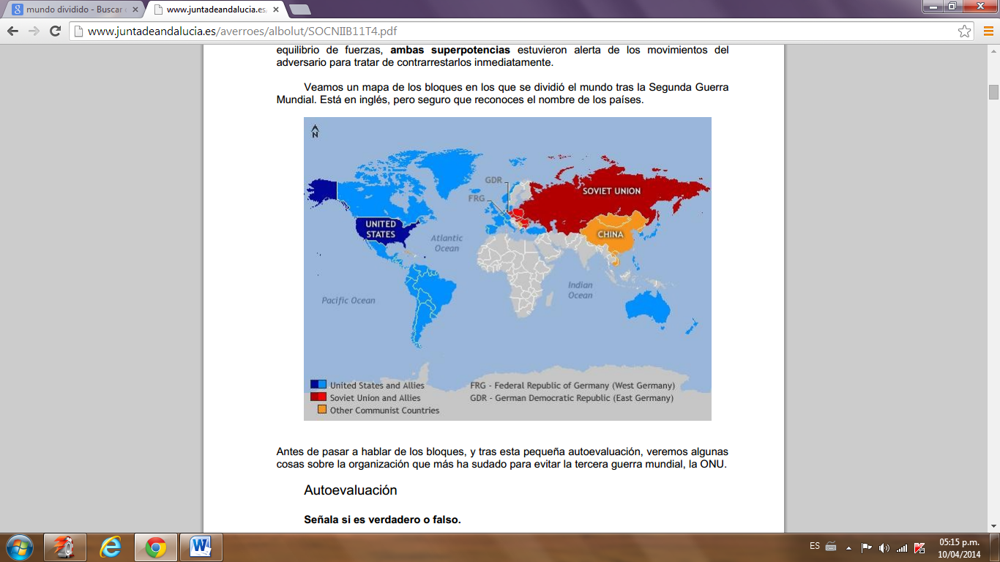 mundo dividido - Buscar
www.juntadeandalucia.es
www.juntadeandalucia.es/averroes/albolut/SOCNIIB11T4.pdf
equilibrio de fuerzas, ambas superpotencias estuvieron alerta de los movimientos del
adversario para tratar de contrarrestarlos inmediatamente.
Veamos un mapa de los bloques en los que se dividió el mundo tras la Segunda Guerra
Mundial. Está en inglés, pero seguro que reconoces el nombre de los países.
N
GDR
FRG
SOVIET UNION
UNITED
STATES
CHINA
Atlantic
Ocean
Indian
Ocean
Pacific Ocean
United States and Allies
Soviet Union and Allies
Other Communist Countries
FRG - Federal Republic of Germany (West Germany)
GDR - German Democratic Republic (East Germany)
Antes de pasar a hablar de los bloques, y tras esta pequeña autoevaluación, veremos algunas
cosas sobre la organización que más ha sudado para evitar la tercera guerra mundial, la ONU.
Autoevaluación
Señala si es verdadero o falso.
ES
05:15 p.m.
10/04/2014